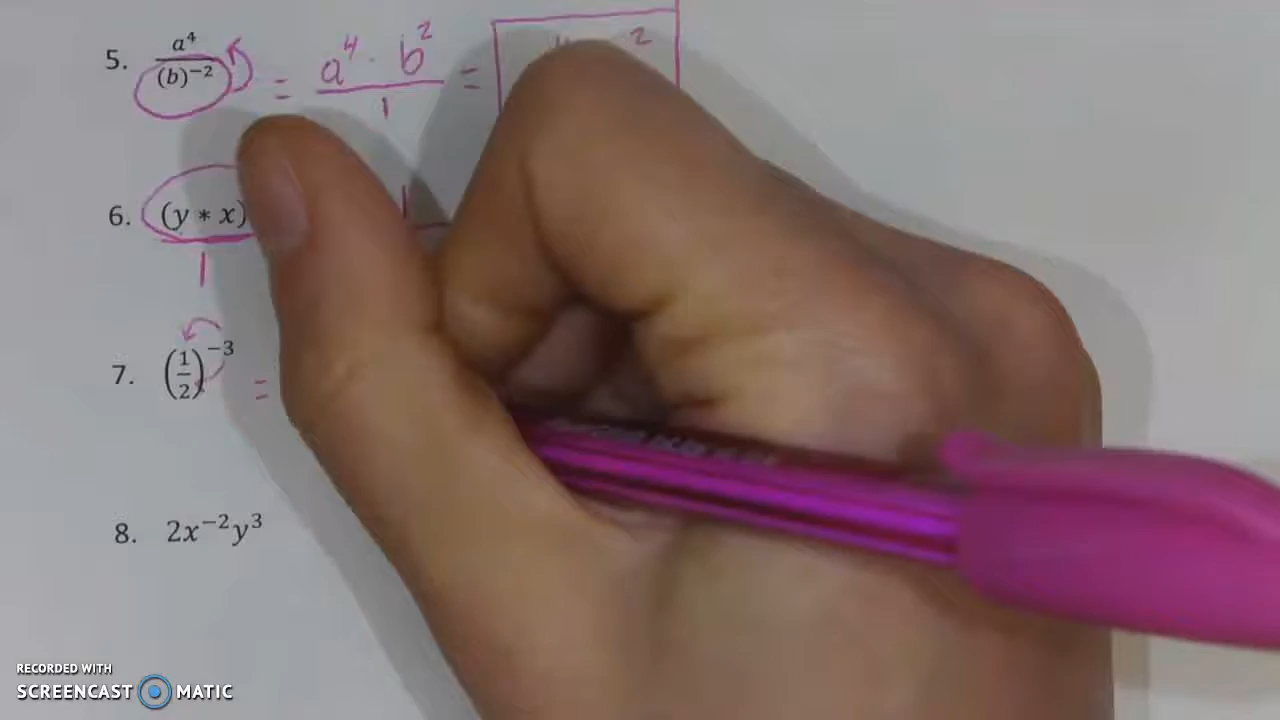 5. a⁴/(b)⁻² = a⁴ · b²/1 =
6. (y ∗ x)/1 1
7. (1/2)⁻³ =
8. 2x⁻²y³
RECORDED WITH
SCREENCAST MATIC